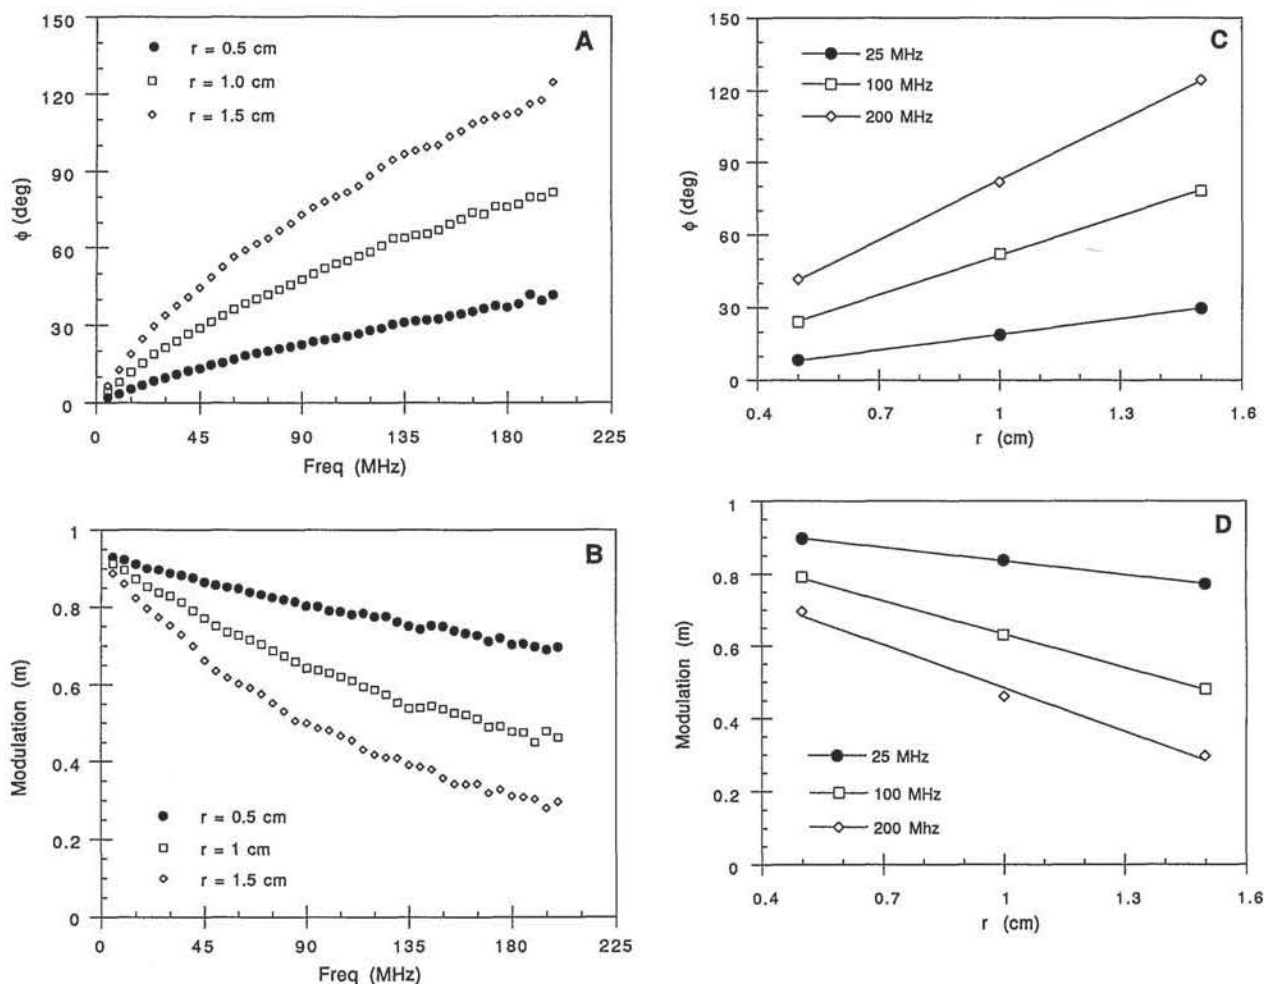 A
r = 0.5 cm
r = 1.0 cm
r = 1.5 cm
150
120
90
60
30
0
ϕ (deg)
0 45 90 135 180 225
Freq (MHz)
C
25 MHz
100 MHz
200 MHz
150
120
90
60
30
0
ϕ (deg)
0.4 0.7 1 1.3 1.6
r (cm)
B
1
0.8
0.6
0.4
0.2
0
Modulation (m)
r = 0.5 cm
r = 1 cm
r = 1.5 cm
0 45 90 135 180 225
Freq (MHz)
D
1
0.8
0.6
0.4
0.2
0
Modulation (m)
25 MHz
100 MHz
200 Mhz
0.4 0.7 1 1.3 1.6
r (cm)